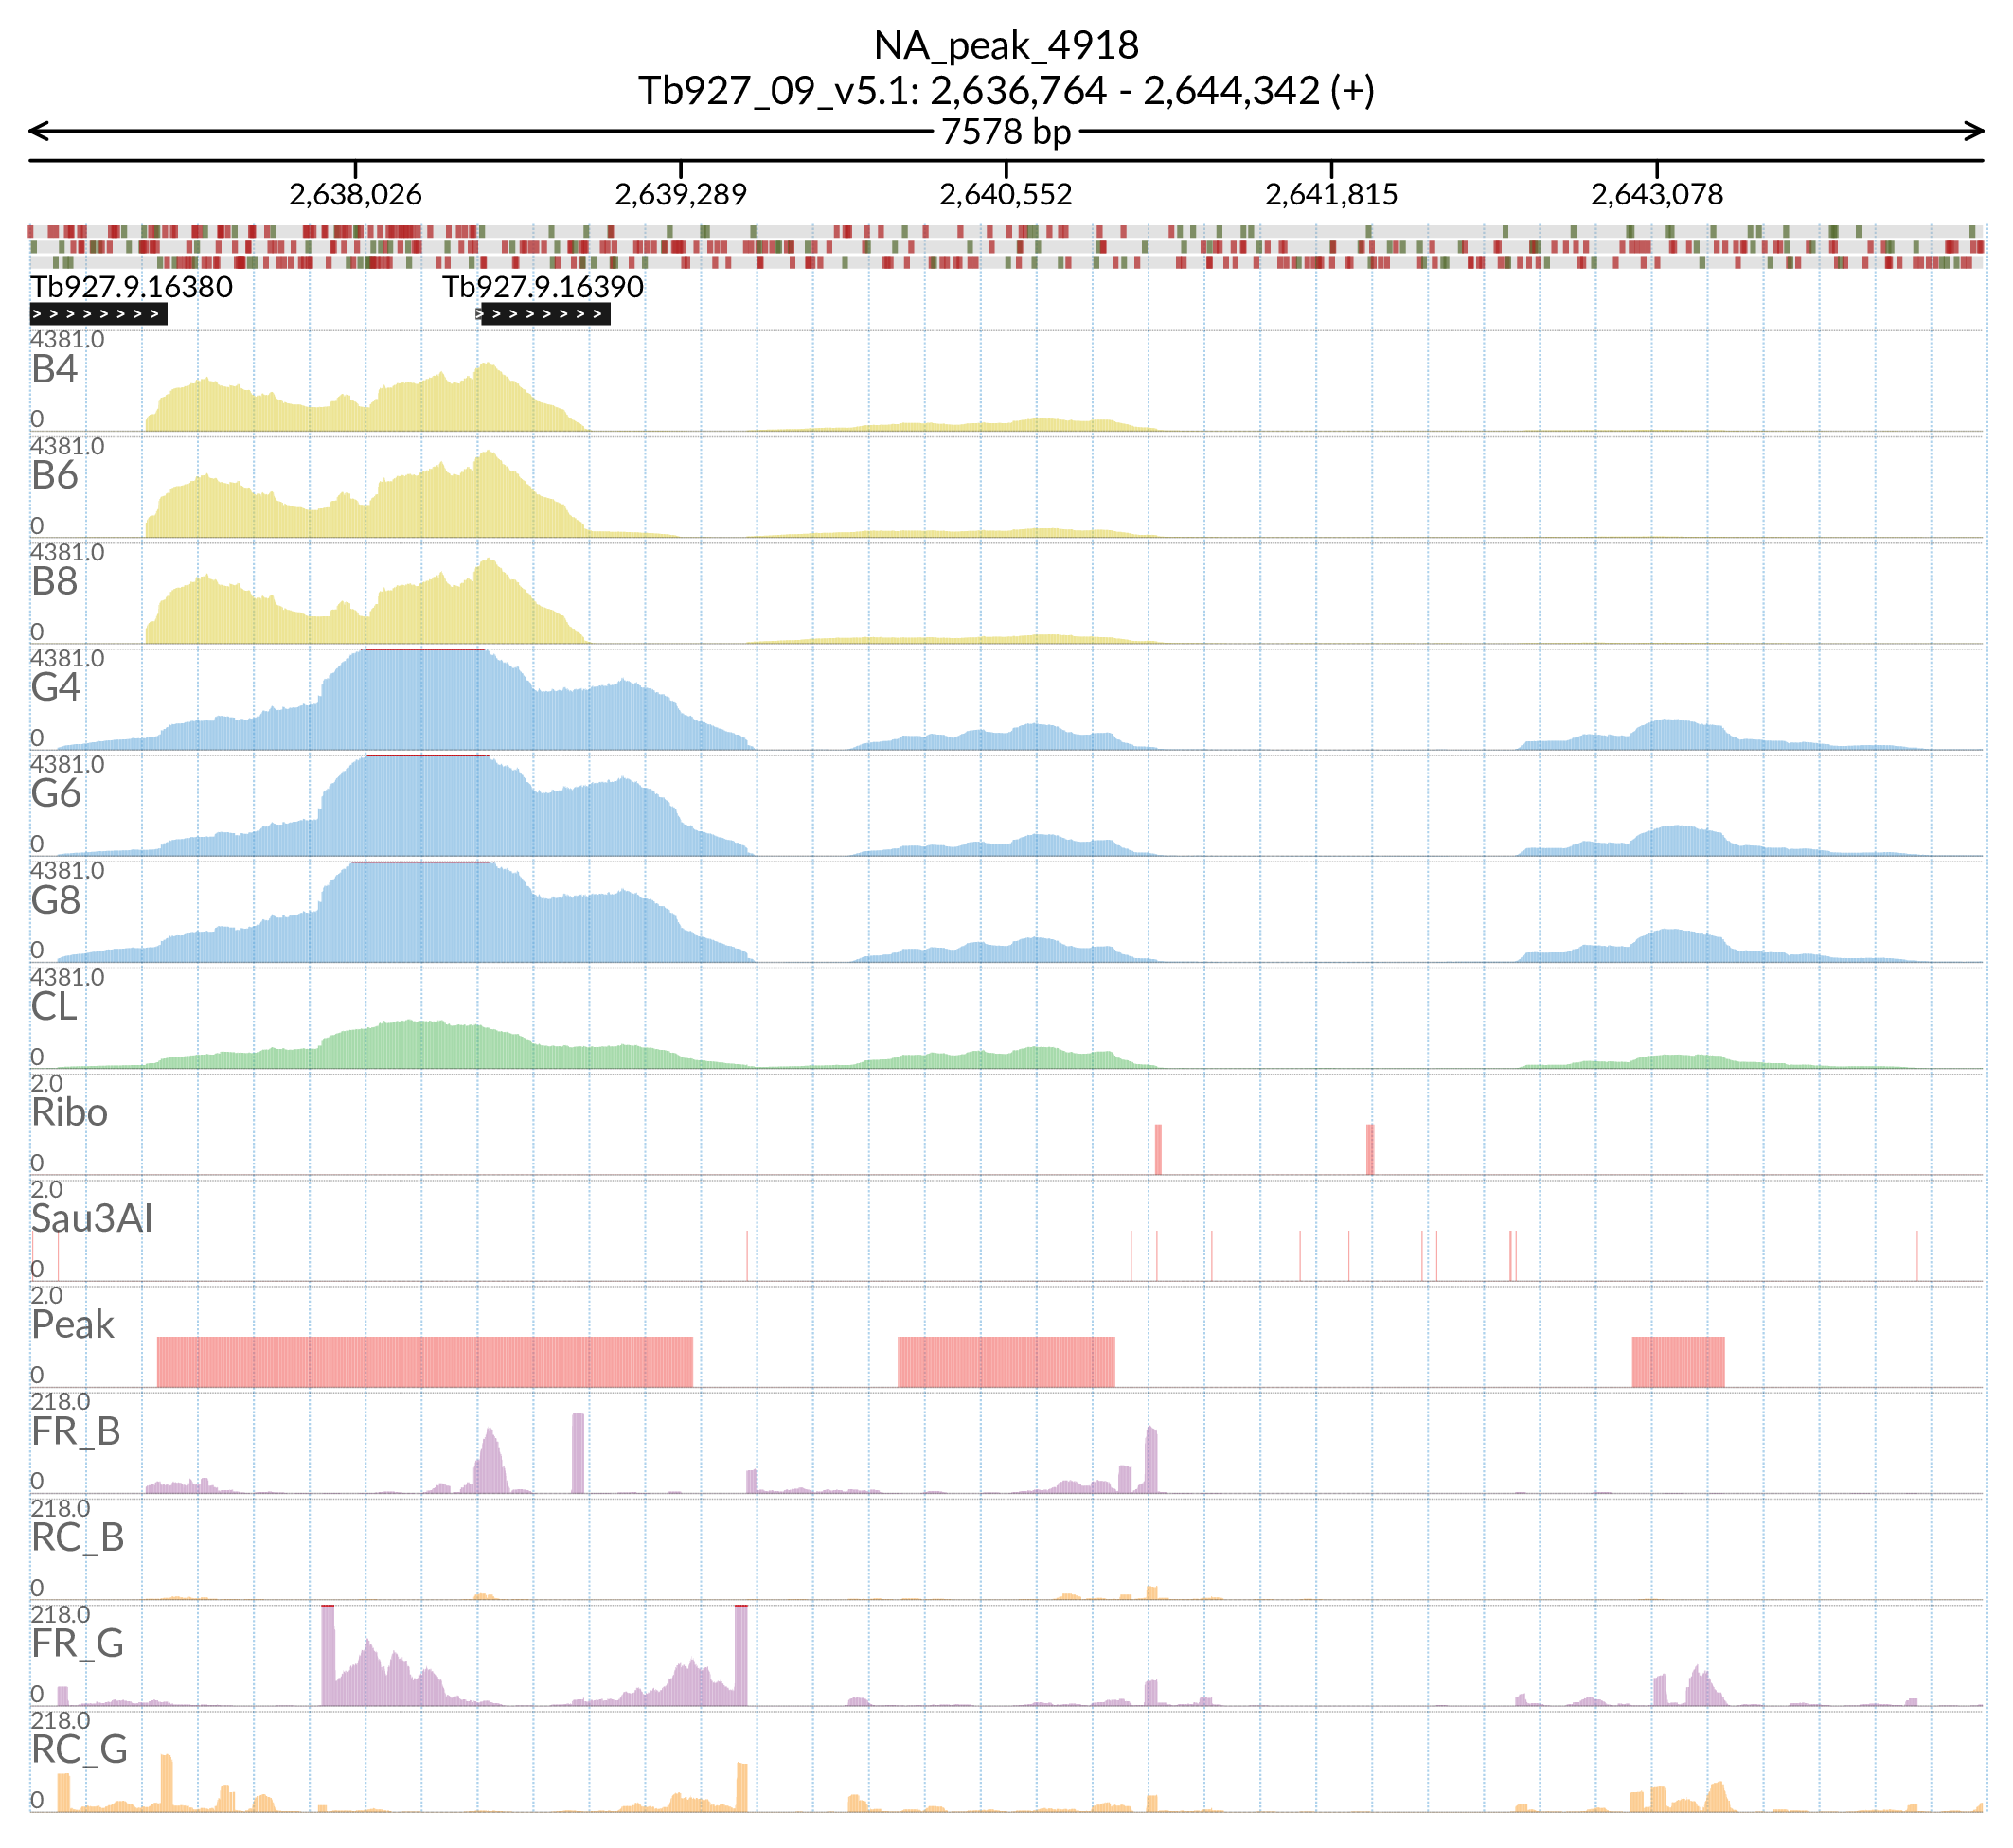 NA_peak_4918
Tb927_09_v5.1: 2,636,764 - 2,644,342 (+)
7578 bp
2,638,026 2,639,289 2,640,552 2,641,815 2,643,078
Tb927.9.16380 Tb927.9.16390
4381.0
B4
0
4381.0
B6
0
4381.0
B8
0
4381.0
G4
0
4381.0
G6
0
4381.0
G8
0
4381.0
CL
0
2.0
Ribo
0
2.0
Sau3AI
0
2.0
Peak
0
218.0
FR_B
0
218.0
RC_B
0
218.0
FR_G
0
218.0
RC_G
0